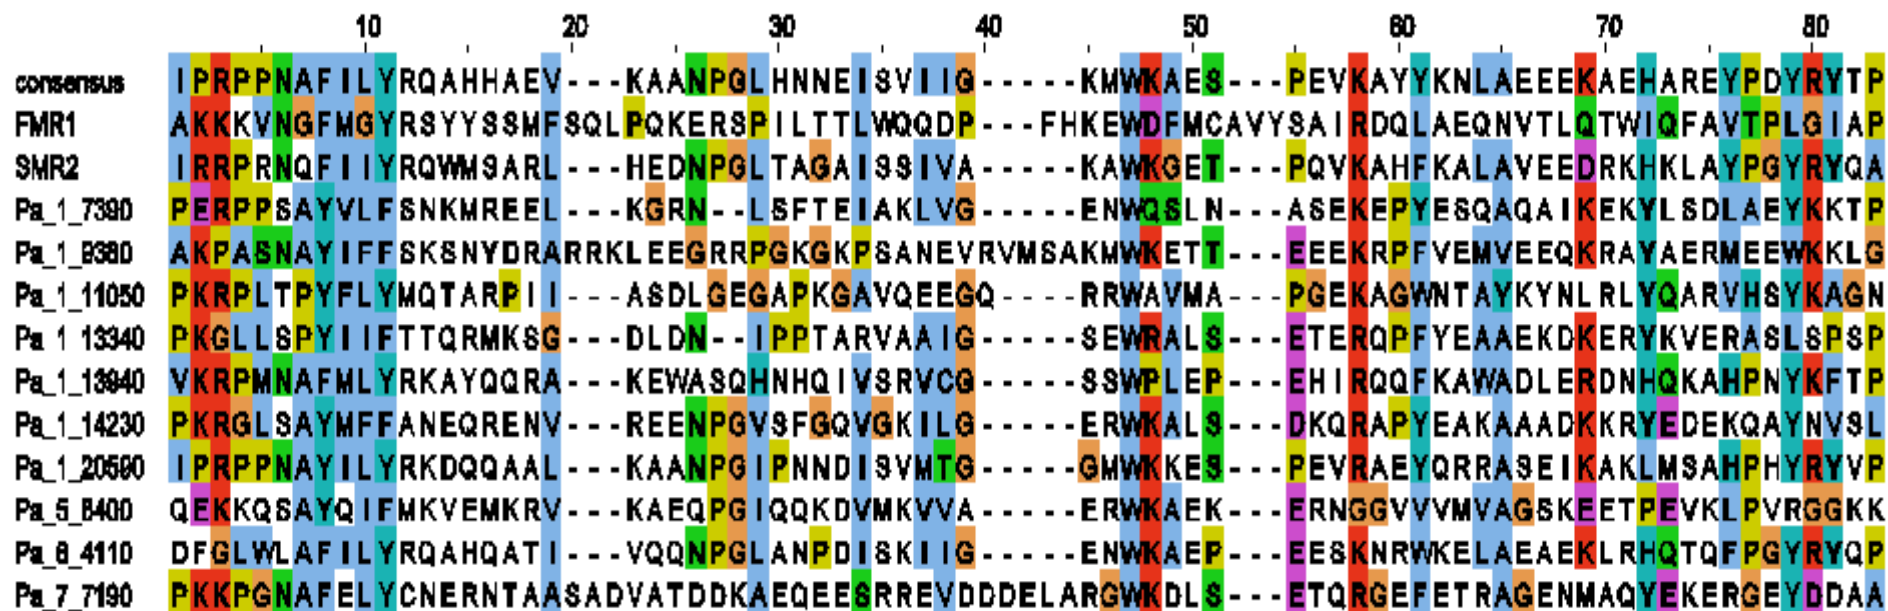 10 20 30 40 50 60 70 80
consensus IPRPPNAFILYRQAHHAEV---KAANPGLHNNEISVIIG-----KMWKAES---PEVKAYYKNLAEEEKAEHAREYPDYRYTP
FMR1 AKKKVNGFMGYRSYYSSMFSQLPQKERSPILTTLWQQDP---FHKEWDFMCAVYSAIRDQLAEQNVTLQTWIQFAVTPLGIAP
SMR2 IRRPRNQFIIYRQWMSARL---HEDNPGLTAGAISSIVA-----KAWKGET---PQVKAHFKALAVEEDRKHKLAYPGYRYQA
Pa_1_7390 PERPPSAYVLFSNKMREEL---KGRN--LSFTEIAKLVG-----ENWQSLN---ASEKEPYESQAQAIKEKYLSDLAEYKKTP
Pa_1_9380 AKPASNAYIFFSKSNYDRARRKLEEGRRPGKGKPSANEVRVMSAKMWKETT---EEEKRPFVEMVEEQKRAYAERMEEWKKLG
Pa_1_11050 PKRPLTPYFLYMQTARPII---ASDLGEGAPKGAVQEEGQ----RRWAVMA---PGEKAGWNTAYKYNLRLYQARVHSYKAGN
Pa_1_13340 PKGLLSPYIIFTTQRMKSG---DLDN--IPPTARVAAIG-----SEWRALS---ETERQPFYEAAEKDKERYKVERASLSPSP
Pa_1_13940 VKRPMNAFMLYRKAYQQRA---KEWASQHNHQIVSRVCG-----SSWPLEP---EHIRQQFKAWADLERDNHQKAHPNYKFTP
Pa_1_14230 PKRGLSAYMFFANEQRENV---REENPGVSFGQVGKILG-----ERWKALS---DKQRAPYEAKAAADKKRYEDEKQAYNVSL
Pa_1_20590 IPRPPNAYILYRKDQQAAL---KAANPGIPNNDISVMTG-----GMWKKES---PEVRAEYQRRASEIKAKLMSAHPHYRYVP
Pa_5_8400 QEKKQSAYQIFMKVEMKRV---KAEQPGIQQKDVMKVVA-----ERWKAEK---ERNGGVVVMVAGSKEETPEVKLPVRGGKK
Pa_6_4110 DFGLWLAFILYRQAHQATI---VQQNPGLANPDISKIIG-----ENWKAEP---EESKNRWKELAEAEKLRHQTQFPGYRYQP
Pa_7_7190 PKKPGNAFELYCNERNTAASADVATDDKAEQEESRREVDDDELARGWKDLS---ETQRGEFETRAGENMAQYEKERGEYDDAA